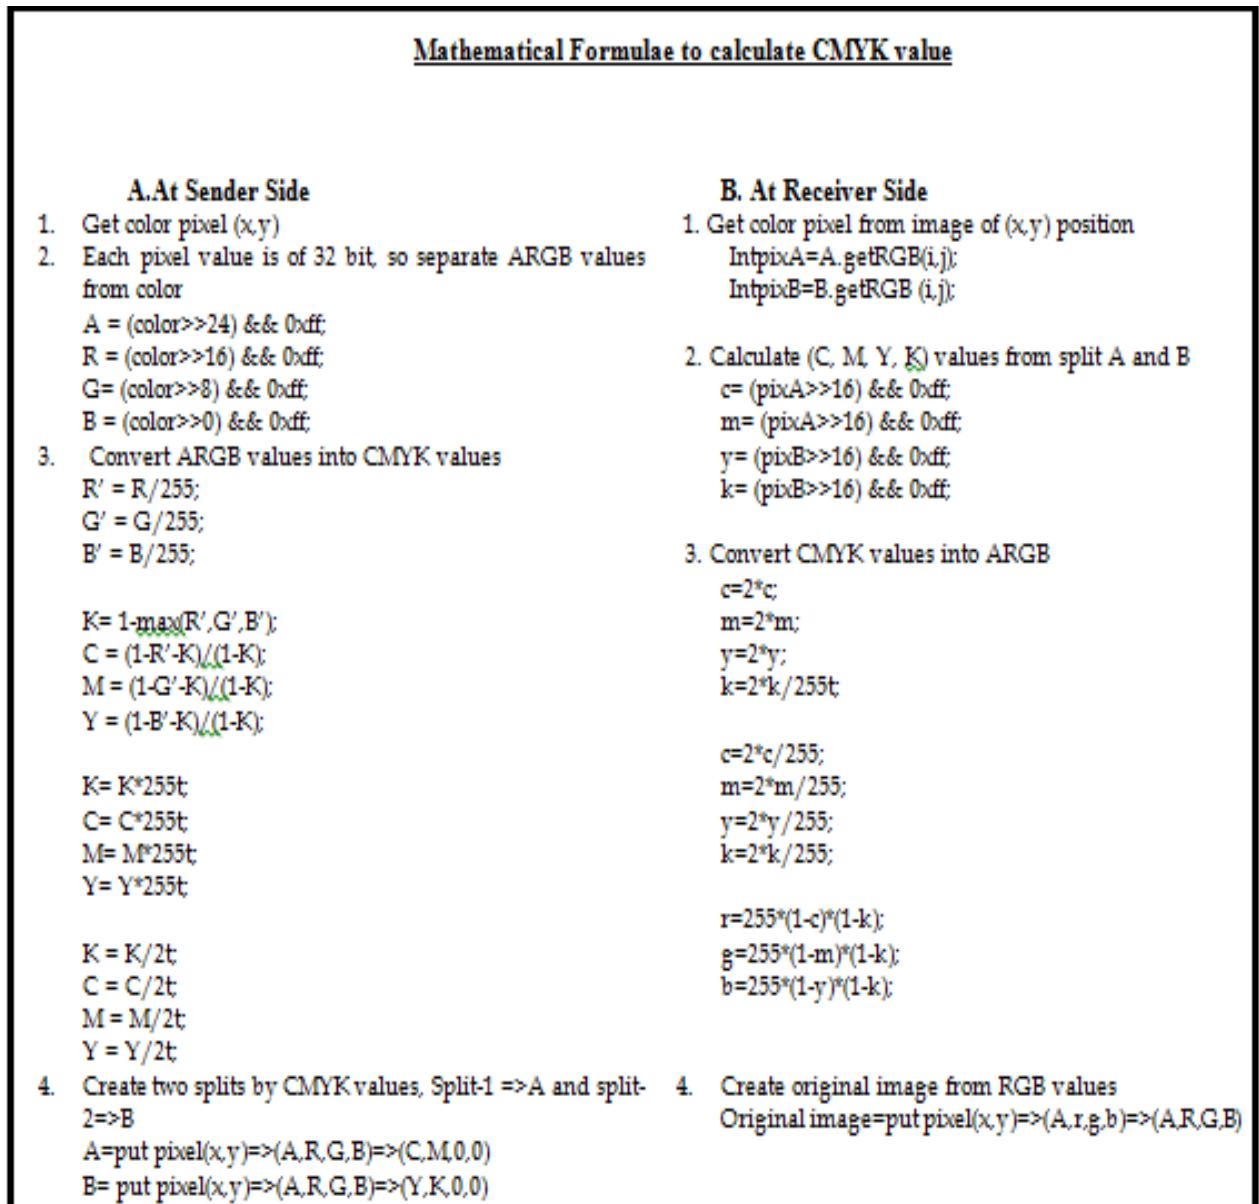 Mathematical Formulae to calculate CMYK value
A.At Sender Side
1. Get color pixel (x,y)
2. Each pixel value is of 32 bit, so separate ARGB values
from color
A = (color>>24) && 0xff;
R = (color>>16) && 0xff;
G= (color>>8) && 0xff;
B = (color>>0) && 0xff;
3. Convert ARGB values into CMYK values
R' = R/255;
G' = G/255;
B' = B/255;
K= 1-max(R',G',B');
C = (1-R'-K)/(1-K);
M = (1-G'-K)/(1-K);
Y = (1-B'-K)/(1-K);
K= K*255t;
C= C*255t;
M= M*255t;
Y= Y*255t;
K = K/2t;
C = C/2t;
M = M/2t;
Y = Y/2t;
4. Create two splits by CMYK values, Split-1 =>A and split-
2=>B
A=put pixel(x,y)=>(A,R,G,B)=>(C,M,0,0)
B= put pixel(x,y)=>(A,R,G,B)=>(Y,K,0,0)
B. At Receiver Side
1. Get color pixel from image of (x,y) position
IntpixA=A.getRGB(i,j);
IntpixB=B.getRGB (i,j);
2. Calculate (C, M, Y, K) values from split A and B
c= (pixA>>16) && 0xff;
m= (pixA>>16) && 0xff;
y= (pixB>>16) && 0xff;
k= (pixB>>16) && 0xff;
3. Convert CMYK values into ARGB
c=2*c;
m=2*m;
y=2*y;
k=2*k/255t;
c=2*c/255;
m=2*m/255;
y=2*y/255;
k=2*k/255;
r=255*(1-c)*(1-k);
g=255*(1-m)*(1-k);
b=255*(1-y)*(1-k);
4. Create original image from RGB values
Original image=put pixel(x,y)=>(A,r,g,b)=>(A,R,G,B)